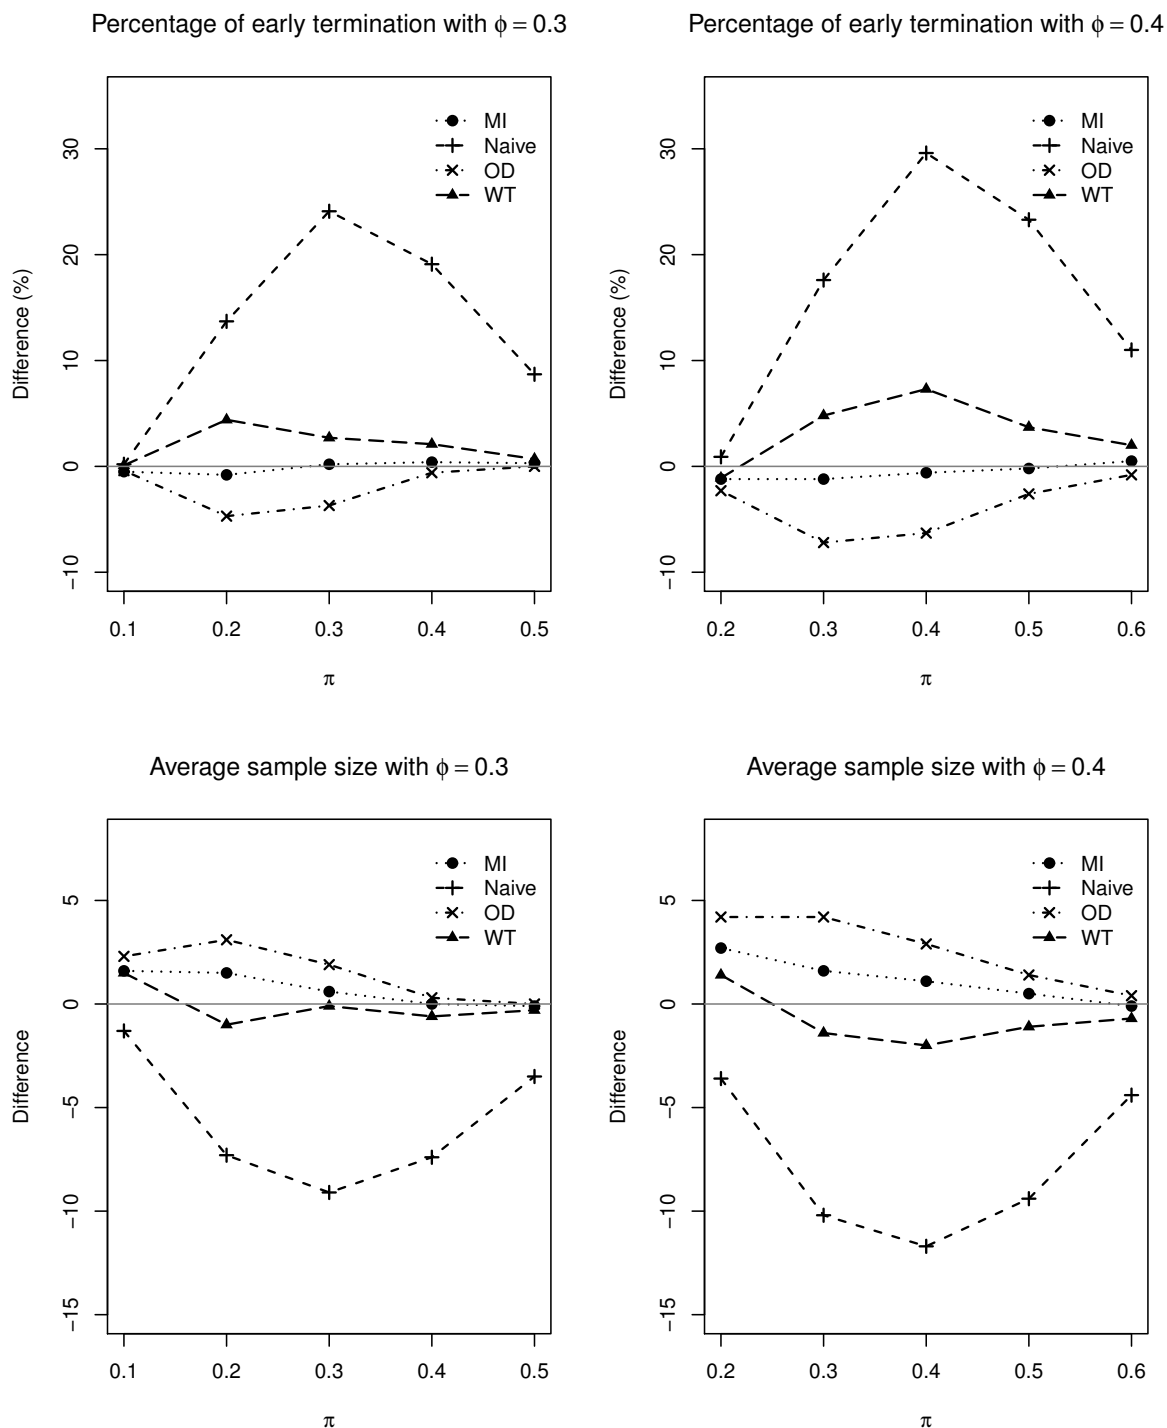 Percentage of early termination with ϕ = 0.3
30
20
10
0
−10
Difference (%)
MI
Naive
OD
WT
0.1 0.2 0.3 0.4 0.5
π
Percentage of early termination with ϕ = 0.4
30
20
10
0
−10
Difference (%)
MI
Naive
OD
WT
0.2 0.3 0.4 0.5 0.6
π
Average sample size with ϕ = 0.3
5
0
−5
−10
−15
Difference
MI
Naive
OD
WT
0.1 0.2 0.3 0.4 0.5
π
Average sample size with ϕ = 0.4
5
0
−5
−10
−15
Difference
MI
Naive
OD
WT
0.2 0.3 0.4 0.5 0.6
π